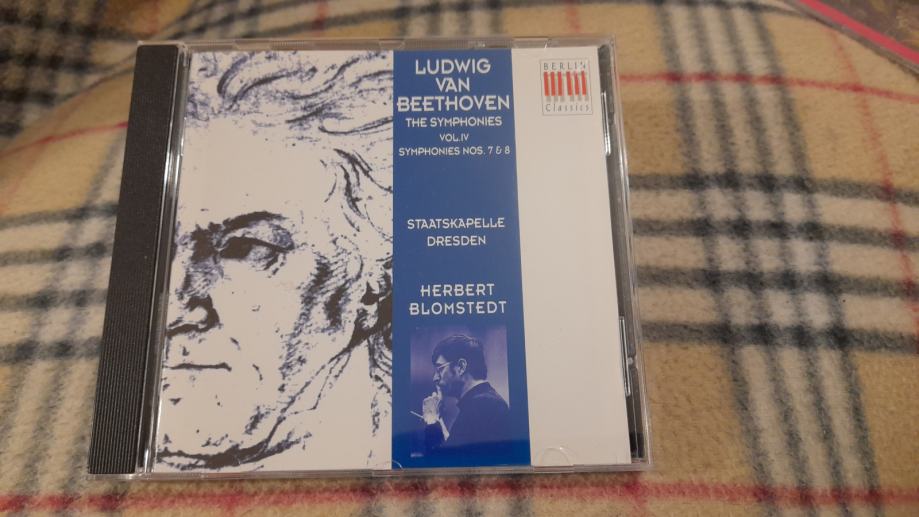 LUDWIG
VAN
BEETHOVEN
THE SYMPHONIES
VOL.IV
SYMPHONIES NOS. 7 & 8
STAATSKAPELLE
DRESDEN
HERBERT
BLOMSTEDT
BERLIN
Classics